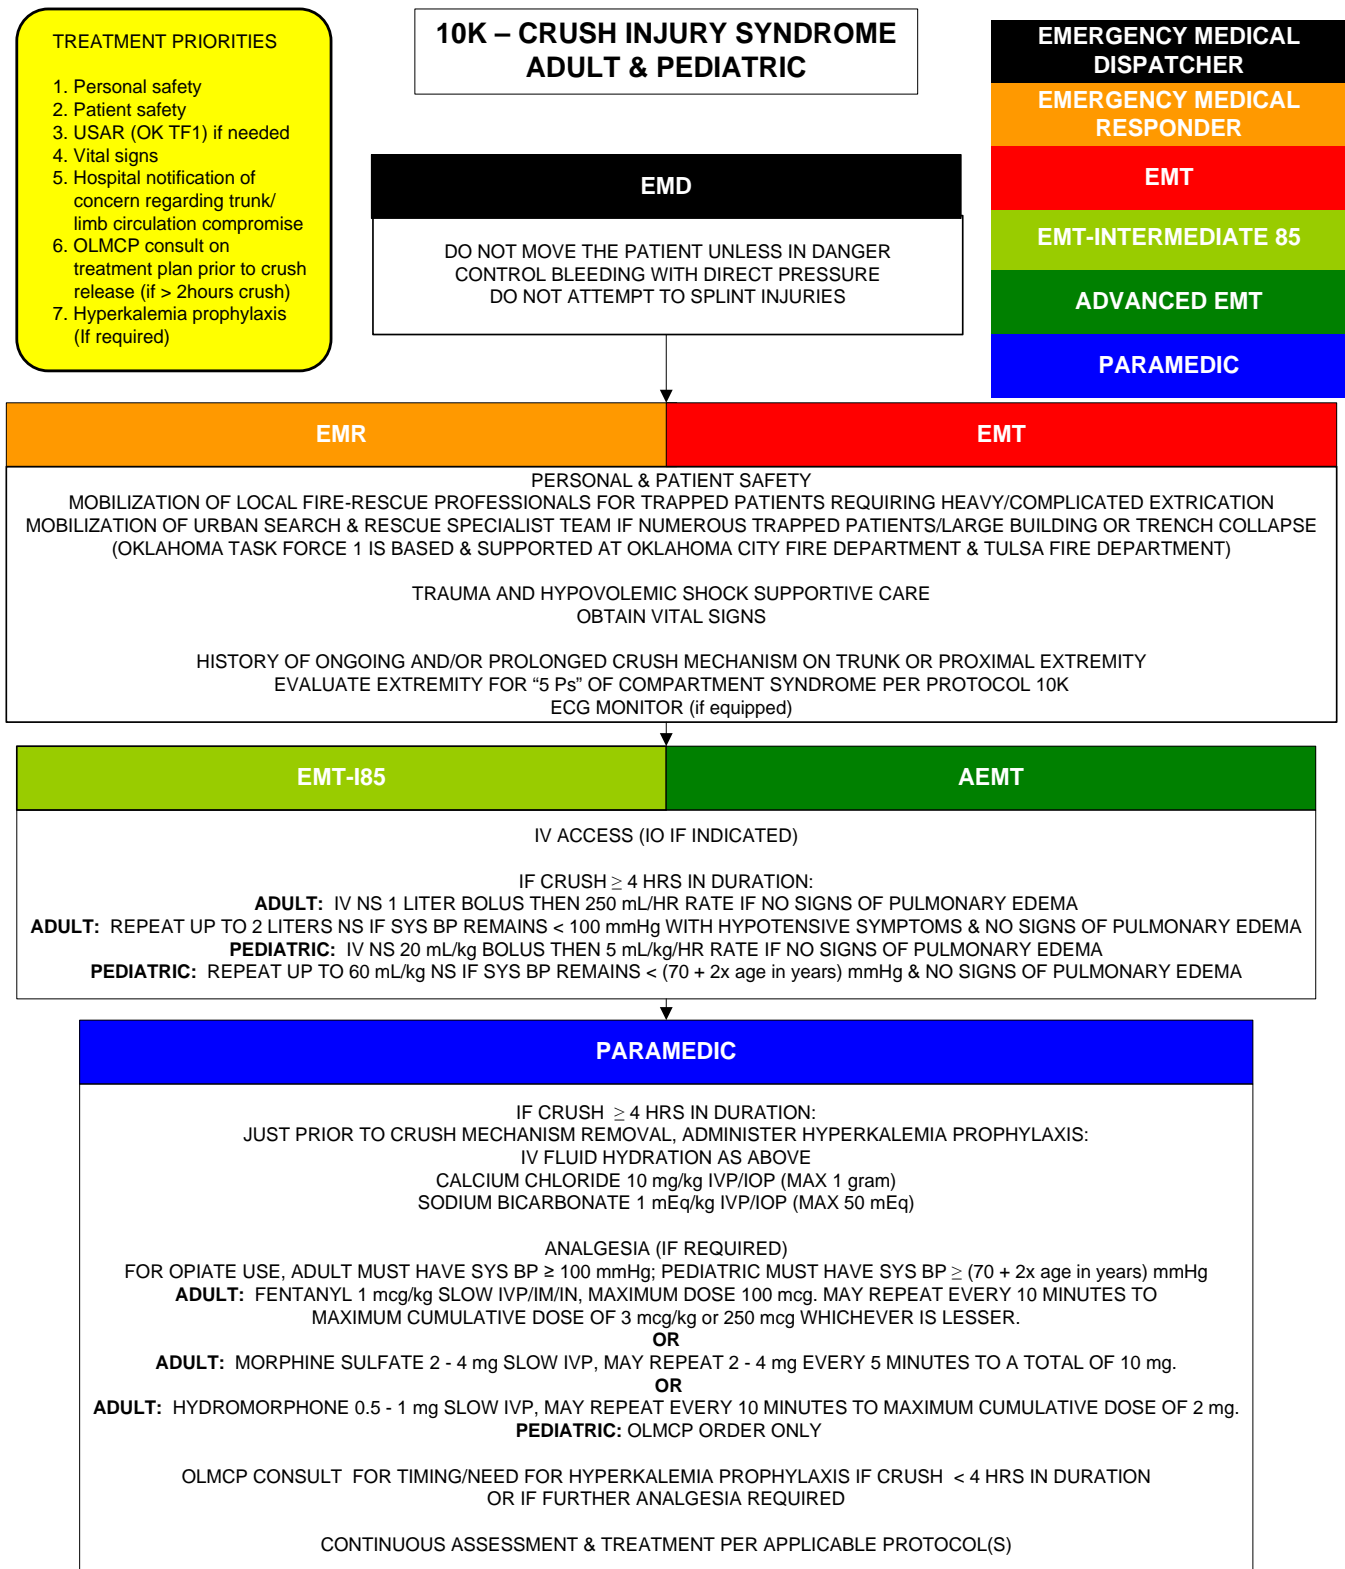 TREATMENT PRIORITIES
1. Personal safety
2. Patient safety
3. USAR (OK TF1) if needed
4. Vital signs
5. Hospital notification of
concern regarding trunk/
limb circulation compromise
6. OLMCP consult on
treatment plan prior to crush
release (if > 2hours crush)
7. Hyperkalemia prophylaxis
(If required)
10K – CRUSH INJURY SYNDROME
ADULT & PEDIATRIC
EMERGENCY MEDICAL
DISPATCHER
EMERGENCY MEDICAL
RESPONDER
EMT
EMT-INTERMEDIATE 85
ADVANCED EMT
PARAMEDIC
EMD
DO NOT MOVE THE PATIENT UNLESS IN DANGER
CONTROL BLEEDING WITH DIRECT PRESSURE
DO NOT ATTEMPT TO SPLINT INJURIES
EMR
EMT
PERSONAL & PATIENT SAFETY
MOBILIZATION OF LOCAL FIRE-RESCUE PROFESSIONALS FOR TRAPPED PATIENTS REQUIRING HEAVY/COMPLICATED EXTRICATION
MOBILIZATION OF URBAN SEARCH & RESCUE SPECIALIST TEAM IF NUMEROUS TRAPPED PATIENTS/LARGE BUILDING OR TRENCH COLLAPSE
(OKLAHOMA TASK FORCE 1 IS BASED & SUPPORTED AT OKLAHOMA CITY FIRE DEPARTMENT & TULSA FIRE DEPARTMENT)
TRAUMA AND HYPOVOLEMIC SHOCK SUPPORTIVE CARE
OBTAIN VITAL SIGNS
HISTORY OF ONGOING AND/OR PROLONGED CRUSH MECHANISM ON TRUNK OR PROXIMAL EXTREMITY
EVALUATE EXTREMITY FOR “5 Ps” OF COMPARTMENT SYNDROME PER PROTOCOL 10K
ECG MONITOR (if equipped)
EMT-I85
AEMT
IV ACCESS (IO IF INDICATED)
IF CRUSH ≥ 4 HRS IN DURATION:
ADULT: IV NS 1 LITER BOLUS THEN 250 mL/HR RATE IF NO SIGNS OF PULMONARY EDEMA
ADULT: REPEAT UP TO 2 LITERS NS IF SYS BP REMAINS < 100 mmHg WITH HYPOTENSIVE SYMPTOMS & NO SIGNS OF PULMONARY EDEMA
PEDIATRIC: IV NS 20 mL/kg BOLUS THEN 5 mL/kg/HR RATE IF NO SIGNS OF PULMONARY EDEMA
PEDIATRIC: REPEAT UP TO 60 mL/kg NS IF SYS BP REMAINS < (70 + 2x age in years) mmHg & NO SIGNS OF PULMONARY EDEMA
PARAMEDIC
IF CRUSH ≥ 4 HRS IN DURATION:
JUST PRIOR TO CRUSH MECHANISM REMOVAL, ADMINISTER HYPERKALEMIA PROPHYLAXIS:
IV FLUID HYDRATION AS ABOVE
CALCIUM CHLORIDE 10 mg/kg IVP/IOP (MAX 1 gram)
SODIUM BICARBONATE 1 mEq/kg IVP/IOP (MAX 50 mEq)
ANALGESIA (IF REQUIRED)
FOR OPIATE USE, ADULT MUST HAVE SYS BP ≥ 100 mmHg; PEDIATRIC MUST HAVE SYS BP ≥ (70 + 2x age in years) mmHg
ADULT: FENTANYL 1 mcg/kg SLOW IVP/IM/IN, MAXIMUM DOSE 100 mcg. MAY REPEAT EVERY 10 MINUTES TO
MAXIMUM CUMULATIVE DOSE OF 3 mcg/kg or 250 mcg WHICHEVER IS LESSER.
OR
ADULT: MORPHINE SULFATE 2 - 4 mg SLOW IVP, MAY REPEAT 2 - 4 mg EVERY 5 MINUTES TO A TOTAL OF 10 mg.
OR
ADULT: HYDROMORPHONE 0.5 - 1 mg SLOW IVP, MAY REPEAT EVERY 10 MINUTES TO MAXIMUM CUMULATIVE DOSE OF 2 mg.
PEDIATRIC: OLMCP ORDER ONLY
OLMCP CONSULT FOR TIMING/NEED FOR HYPERKALEMIA PROPHYLAXIS IF CRUSH < 4 HRS IN DURATION
OR IF FURTHER ANALGESIA REQUIRED
CONTINUOUS ASSESSMENT & TREATMENT PER APPLICABLE PROTOCOL(S)